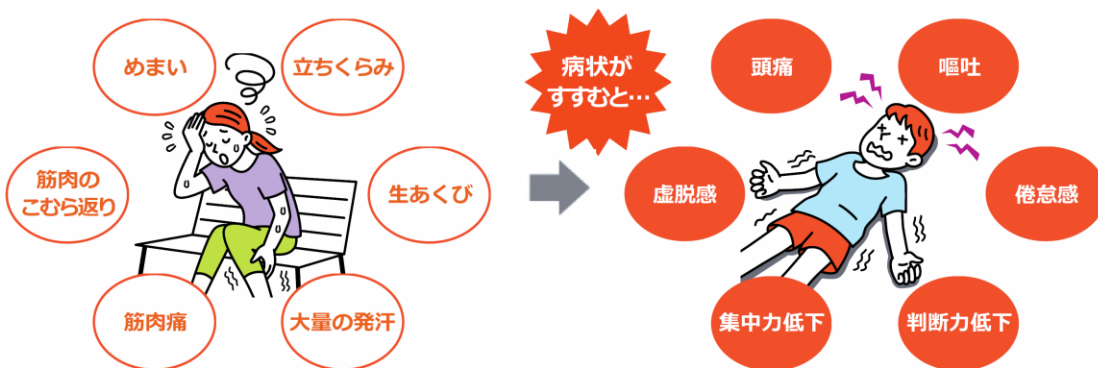 めまい
立ちくらみ
筋肉の
こむら返り
生あくび
筋肉痛
大量の発汗
病状が
すすむと…
頭痛
嘔吐
虚脱感
倦怠感
集中力低下
判断力低下